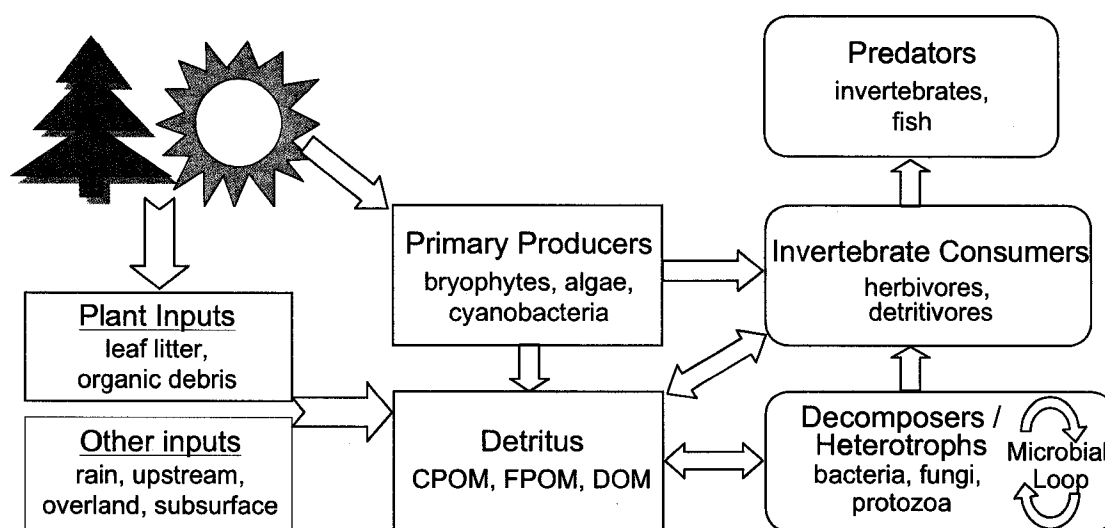 Predators
invertebrates,
fish
Primary Producers
bryophytes, algae,
cyanobacteria
Invertebrate Consumers
herbivores,
detritivores
Plant Inputs
leaf litter,
organic debris
Other inputs
rain, upstream,
overland, subsurface
Detritus
CPOM, FPOM, DOM
Decomposers /
Heterotrophs
bacteria, fungi,
protozoa
Microbial
Loop